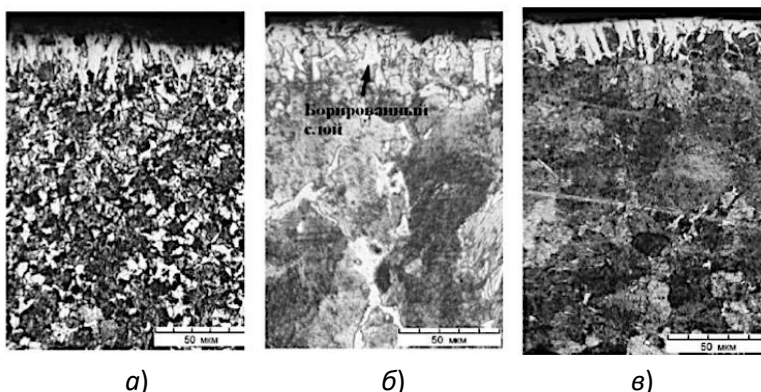 Борированный
слой
50 мкм
50 мкм
50 мкм
а)
б)
в)